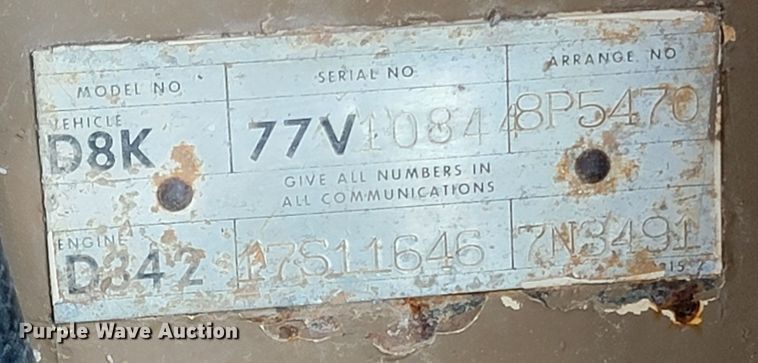 MODEL NO SERIAL NO ARRANGE. NO
VEHICLE
D8K 77V10844 8P5470
GIVE ALL NUMBERS IN
ALL COMMUNICATIONS
ENGINE
D342 17S11646 7N3491
Purple Wave Auction